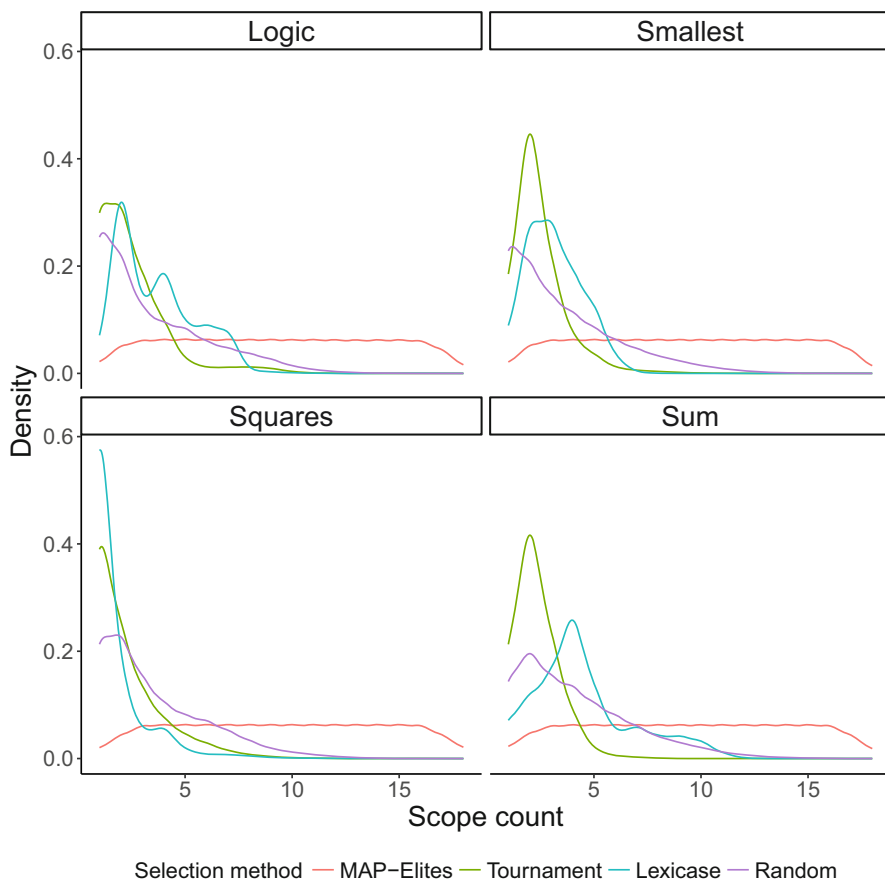 Logic
Smallest
0.6
0.4
0.2
0.0
Squares
Sum
0.6
0.4
0.2
0.0
Density
5
10
15
5
10
15
Scope count
Selection method MAP−Elites Tournament Lexicase Random